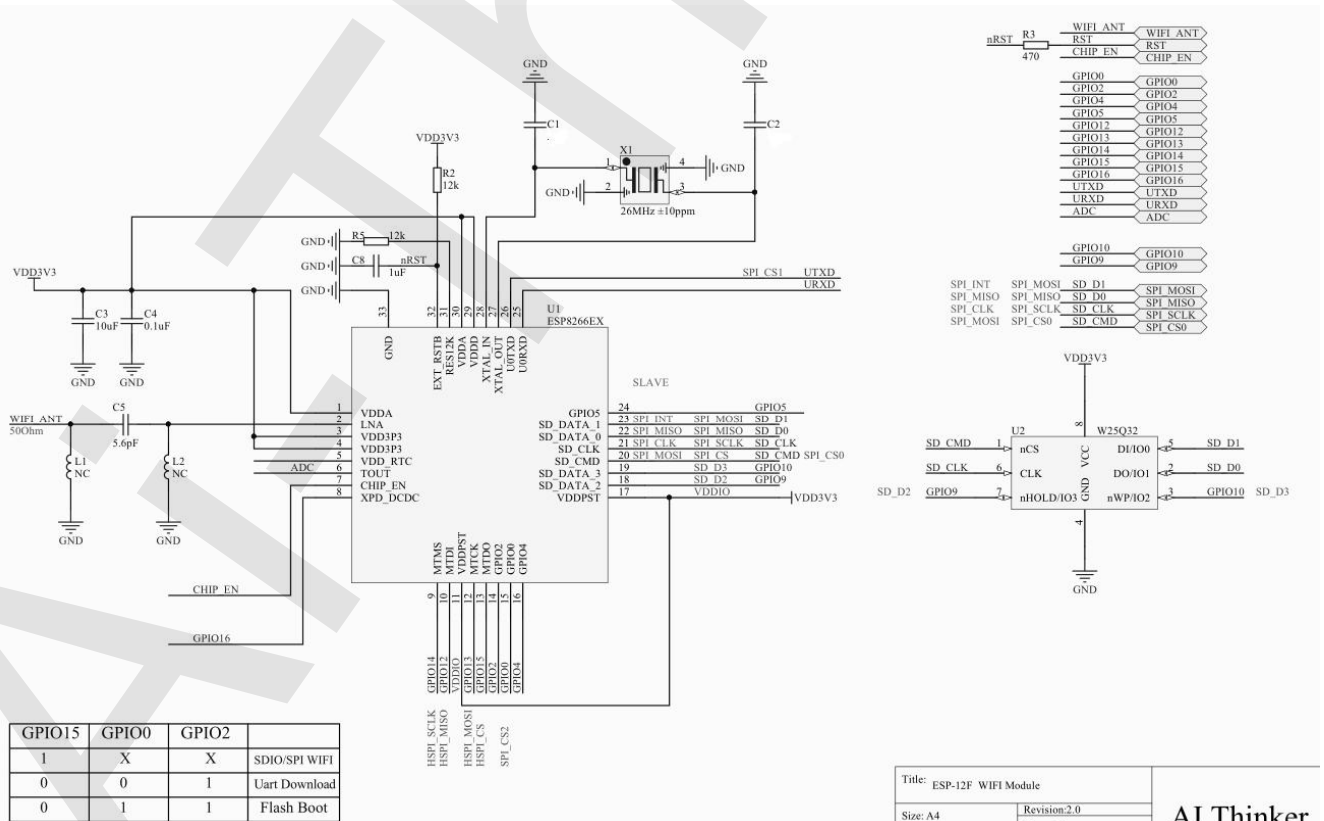 GND
C1
GND
C2
X1
1
4
GND
GND
2
3
26MHz ±10ppm
VDD3V3
R2
12k
GND
R5
12k
GND
C8
nRST
1uF
GND
VDD3V3
C3
10uF
C4
0.1uF
GND
GND
SPI_CS1 UTXD
URXD
33
32
31
30
29
28
27
26
25
U1
ESP8266EX
GND
EXT_RSTB
RES12K
VDDA
VDDD
XTAL_IN
XTAL_OUT
U0TXD
U0RXD
SLAVE
WIFI_ANT
50Ohm
C5
5.6pF
L1
NC
L2
NC
GND
GND
1 VDDA
2 LNA
3 VDD3P3
4 VDD3P3
5 VDD_RTC
ADC 6 TOUT
7 CHIP_EN
8 XPD_DCDC
CHIP_EN
GPIO16
GPIO5 24 GPIO5
SD_DATA_1 23 SPI_INT SPI_MOSI SD_D1
SD_DATA_0 22 SPI_MISO SPI_MISO SD_D0
SD_CLK 21 SPI_CLK SPI_SCLK SD_CLK
SD_CMD 20 SPI_MOSI SPI_CS SD_CMD SPI_CS0
SD_DATA_3 19 SD_D3 GPIO10
SD_DATA_2 18 SD_D2 GPIO9
VDDPST 17 VDDIO VDD3V3
MTMS
MTDI
VDDPST
MTCK
MTDO
GPIO2
GPIO0
GPIO4
9
10
11
12
13
14
15
16
GPIO14
GPIO12
VDDIO
GPIO13
GPIO15
GPIO2
GPIO0
GPIO4
HSPI_SCLK
HSPI_MISO
HSPI_MOSI
HSPI_CS
SPI_CS2
nRST
R3
470
WIFI_ANT WIFI_ANT
RST RST
CHIP_EN CHIP_EN
GPIO0 GPIO0
GPIO2 GPIO2
GPIO4 GPIO4
GPIO5 GPIO5
GPIO12 GPIO12
GPIO13 GPIO13
GPIO14 GPIO14
GPIO15 GPIO15
GPIO16 GPIO16
UTXD UTXD
URXD URXD
ADC ADC
GPIO10 GPIO10
GPIO9 GPIO9
SPI_INT SPI_MOSI SD_D1 SPI_MOSI
SPI_MISO SPI_MISO SD_D0 SPI_MISO
SPI_CLK SPI_SCLK SD_CLK SPI_SCLK
SPI_MOSI SPI_CS0 SD_CMD SPI_CS0
VDD3V3
8
U2
W25Q32
SD_CMD 1 nCS
VCC
DI/IO0 5 SD_D1
SD_CLK 6 CLK
DO/IO1 2 SD_D0
SD_D2 GPIO9 7 nHOLD/IO3
GND
nWP/IO2 3 GPIO10 SD_D3
4
GND
GPIO15 GPIO0 GPIO2
1 X X SDIO/SPI WIFI
0 0 1 Uart Download
0 1 1 Flash Boot
Title: ESP-12F WIFI Module
Size: A4 Revision:2.0
AI Thinker